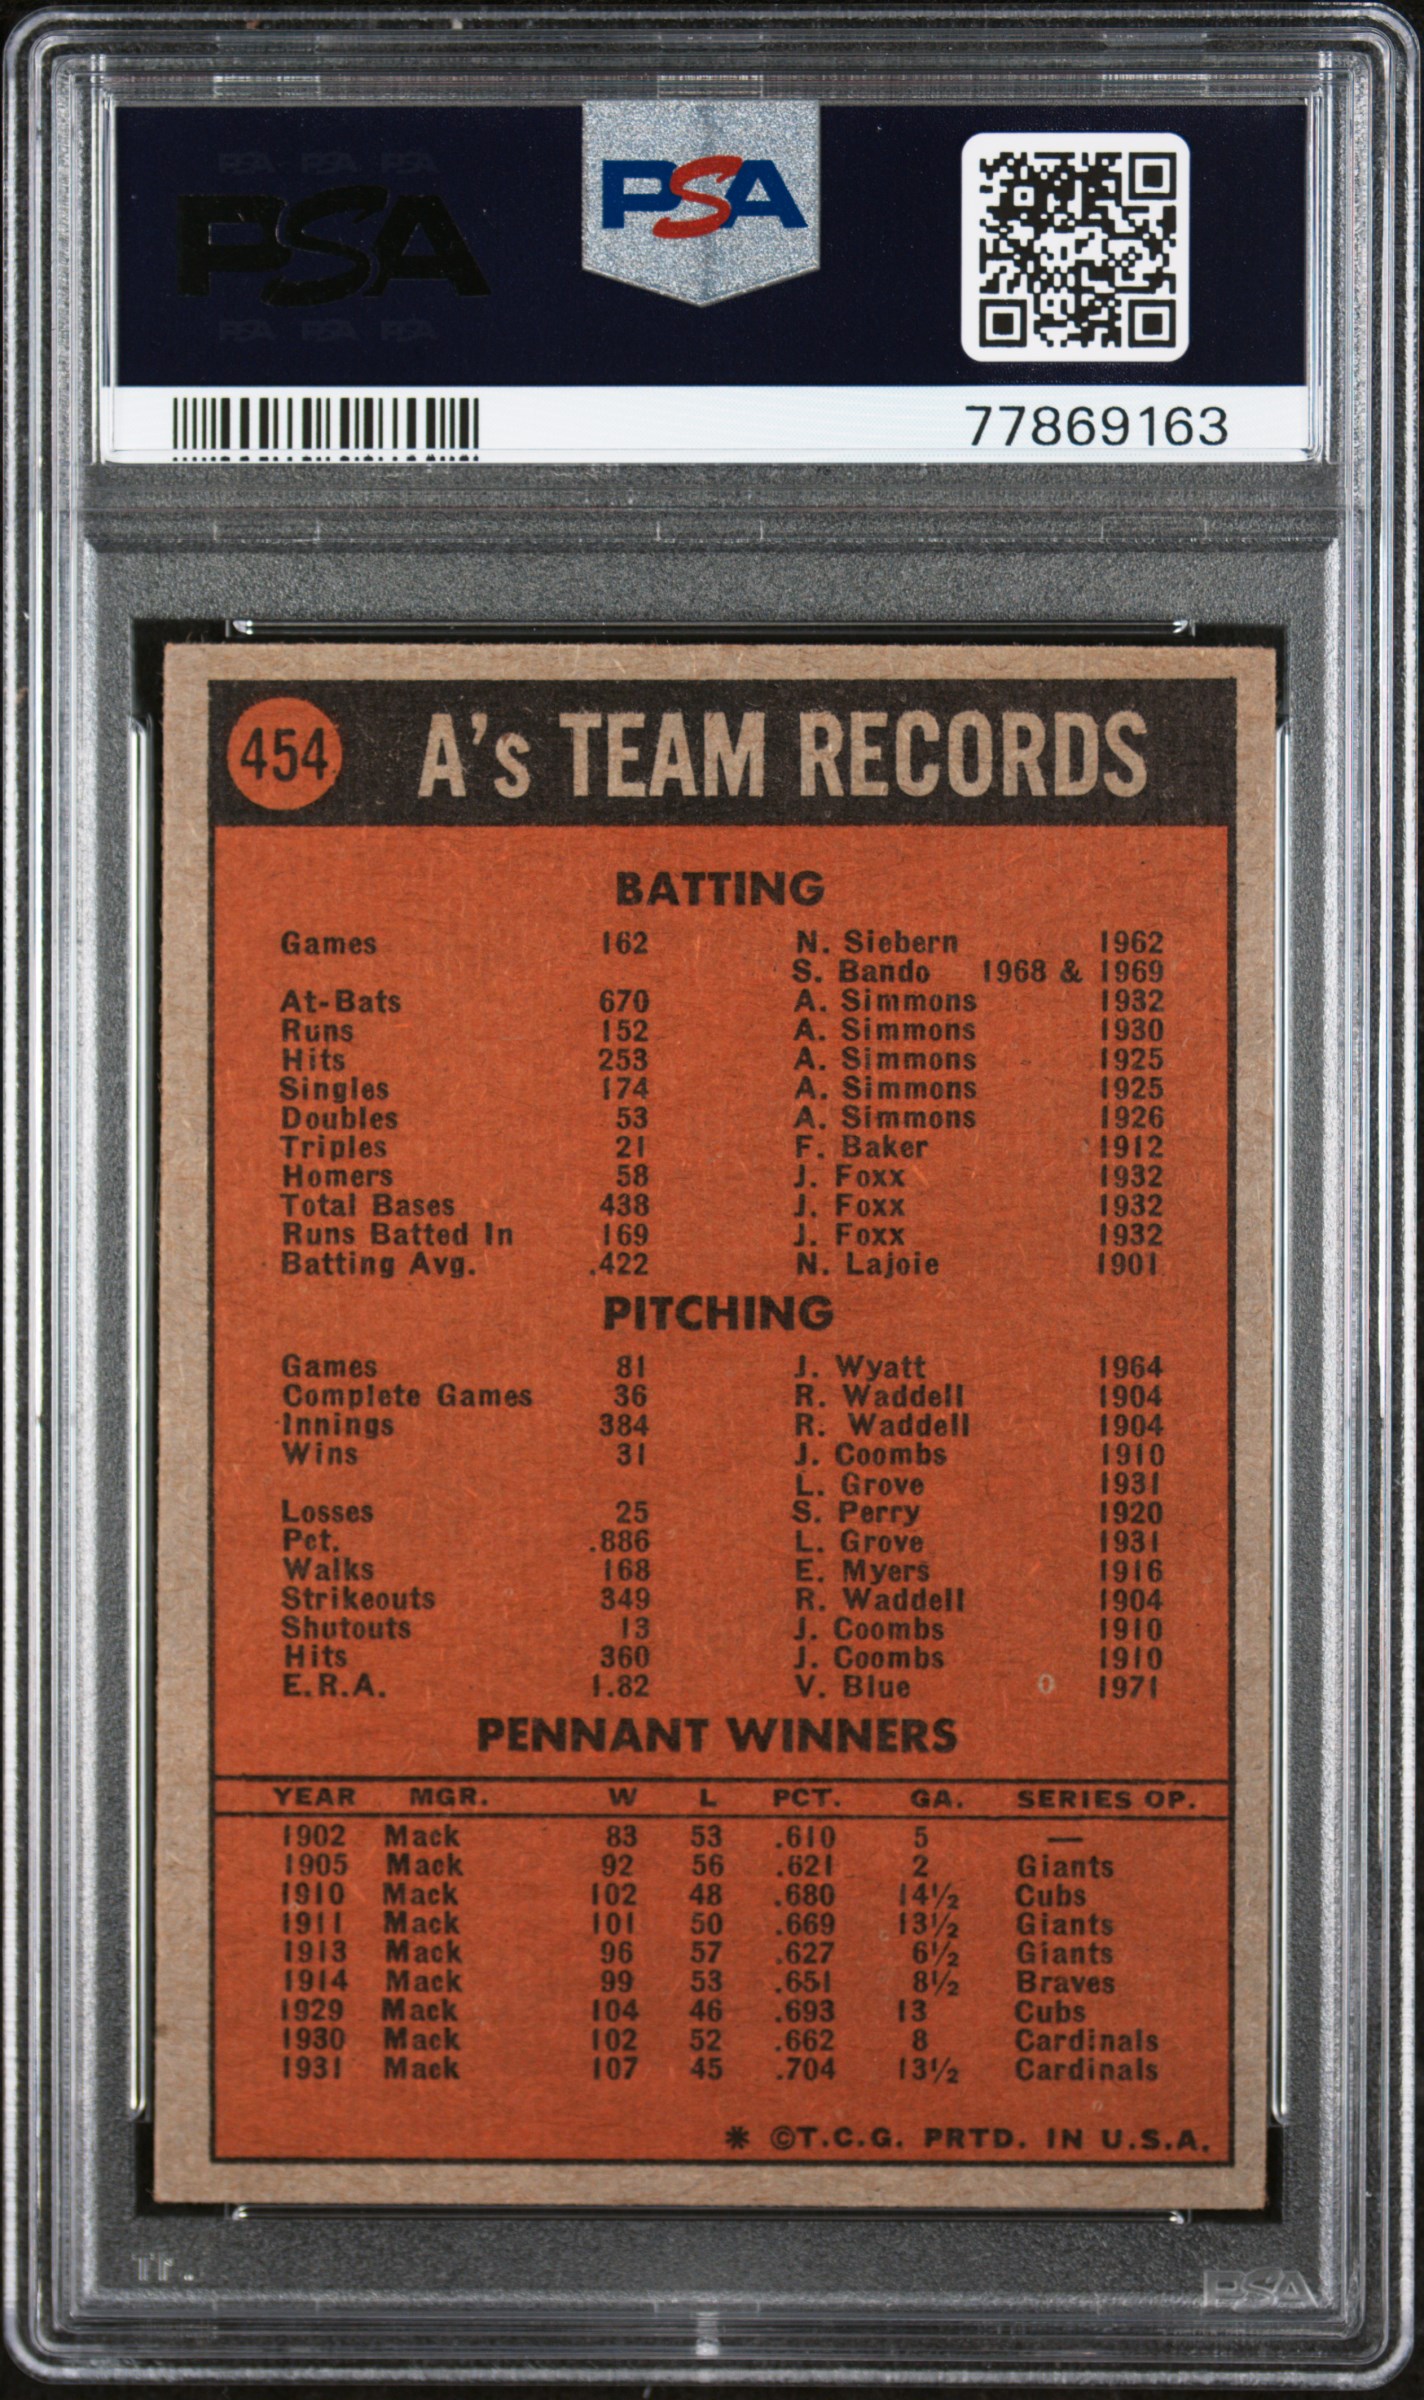 PSA PSA PSA
PSA
PSA PSA PSA
PSA
77869163
454 A's TEAM RECORDS
BATTING
Games 162 N. Siebern 1962
S. Bando 1968 & 1969
At-Bats 670 A. Simmons 1932
Runs 152 A. Simmons 1930
Hits 253 A. Simmons 1925
Singles 174 A. Simmons 1925
Doubles 53 A. Simmons 1926
Triples 21 F. Baker 1912
Homers 58 J. Foxx 1932
Total Bases 438 J. Foxx 1932
Runs Batted In 169 J. Foxx 1932
Batting Avg. .422 N. Lajoie 1901
PITCHING
Games 81 J. Wyatt 1964
Complete Games 36 R. Waddell 1904
Innings 384 R. Waddell 1904
Wins 31 J. Coombs 1910
L. Grove 1931
Losses 25 S. Perry 1920
Pct. .886 L. Grove 1931
Walks 168 E. Myers 1916
Strikeouts 349 R. Waddell 1904
Shutouts 13 J. Coombs 1910
Hits 360 J. Coombs 1910
E.R.A. 1.82 V. Blue 1971
PENNANT WINNERS
YEAR MGR. W L PCT. GA. SERIES OP.
1902 Mack 83 53 .610 5 —
1905 Mack 92 56 .621 2 Giants
1910 Mack 102 48 .680 14½ Cubs
1911 Mack 101 50 .669 13½ Giants
1913 Mack 96 57 .627 6½ Giants
1914 Mack 99 53 .651 8½ Braves
1929 Mack 104 46 .693 13 Cubs
1930 Mack 102 52 .662 8 Cardinals
1931 Mack 107 45 .704 13½ Cardinals
* ©T.C.G. PRTD. IN U.S.A.
PSA